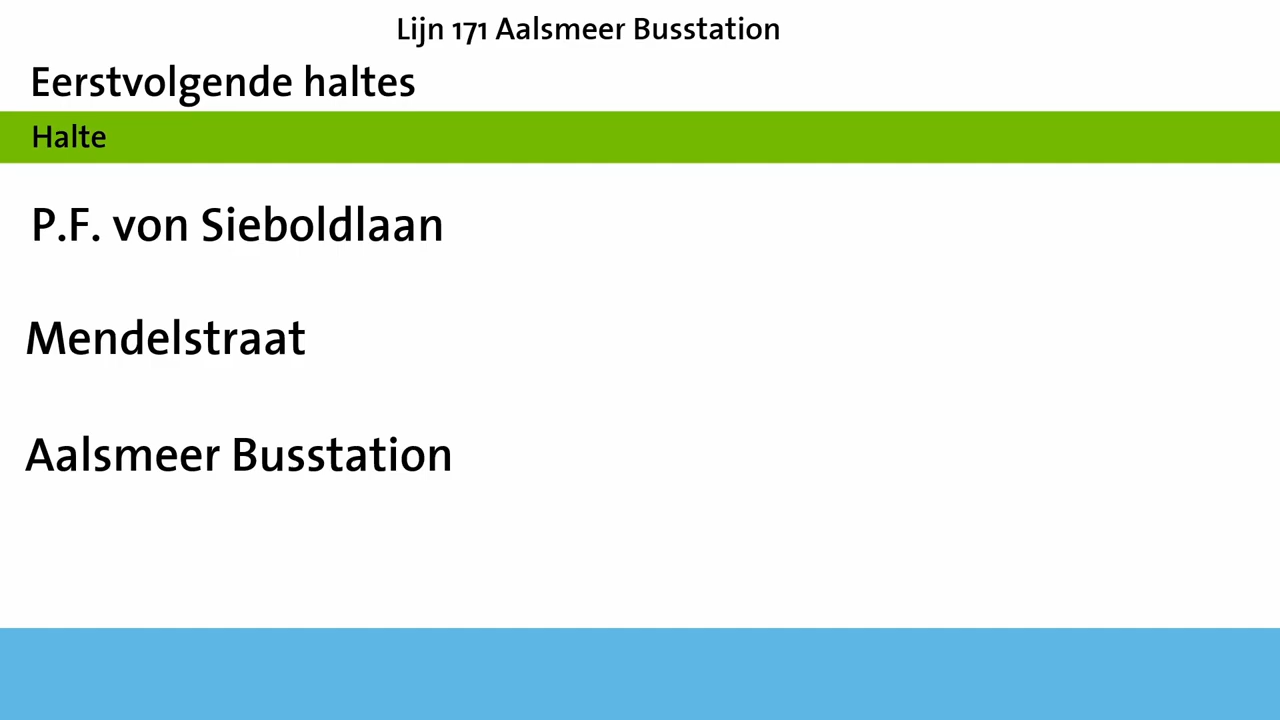 Lijn 171 Aalsmeer Busstation
Eerstvolgende haltes
Halte
P.F. von Sieboldlaan
Mendelstraat
Aalsmeer Busstation